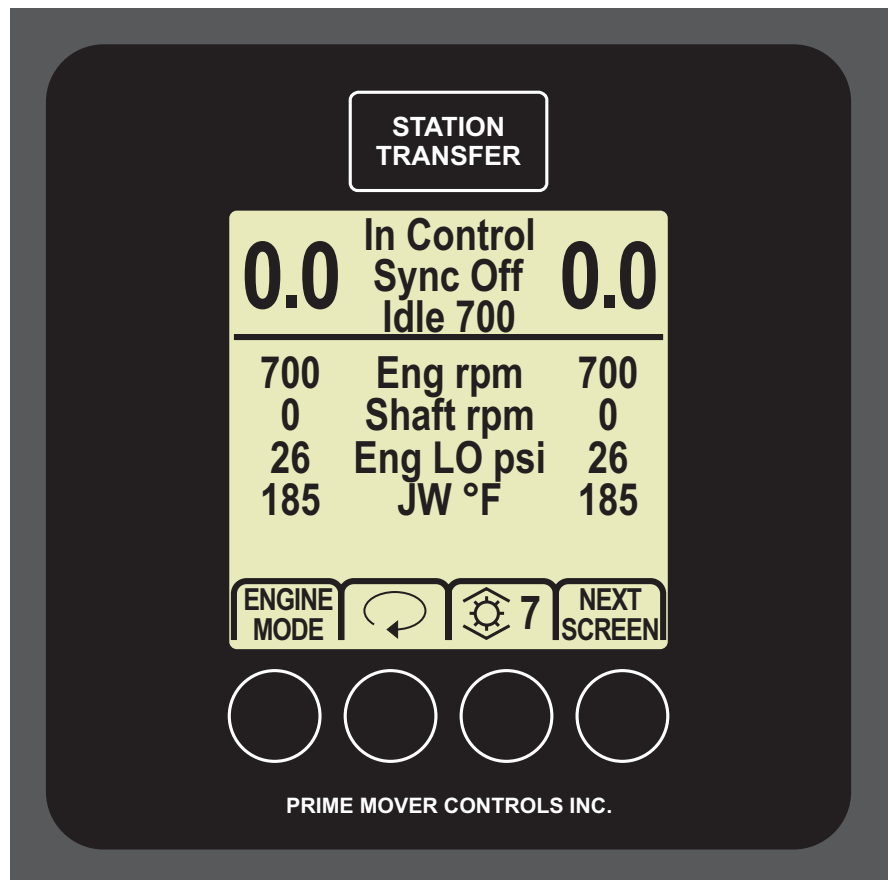 STATION
TRANSFER
0.0 In Control 0.0
Sync Off
Idle 700
700 Eng rpm 700
0 Shaft rpm 0
26 Eng LO psi 26
185 JW °F 185
ENGINE MODE 7 NEXT SCREEN
PRIME MOVER CONTROLS INC.